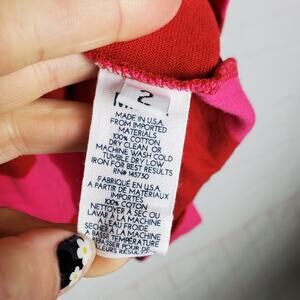 2
MADE IN U.S.A.
FROM IMPORTED
MATERIALS
100% COTTON
DRY CLEAN OR
MACHINE WASH COLD
TUMBLE DRY LOW
IRON FOR BEST RESULTS
RN# 145730
FABRIQUÉ EN U.S.A.
A PARTIR DE MATÉRIAUX
IMPORTÉS
100% COTON
NETTOYER À SEC OU
LAVAR À LA MACHINE
À L'EAU FROIDE
SÉCHER À LA MACHINE
À BASSE TEMPÉRATURE
RÉSUL